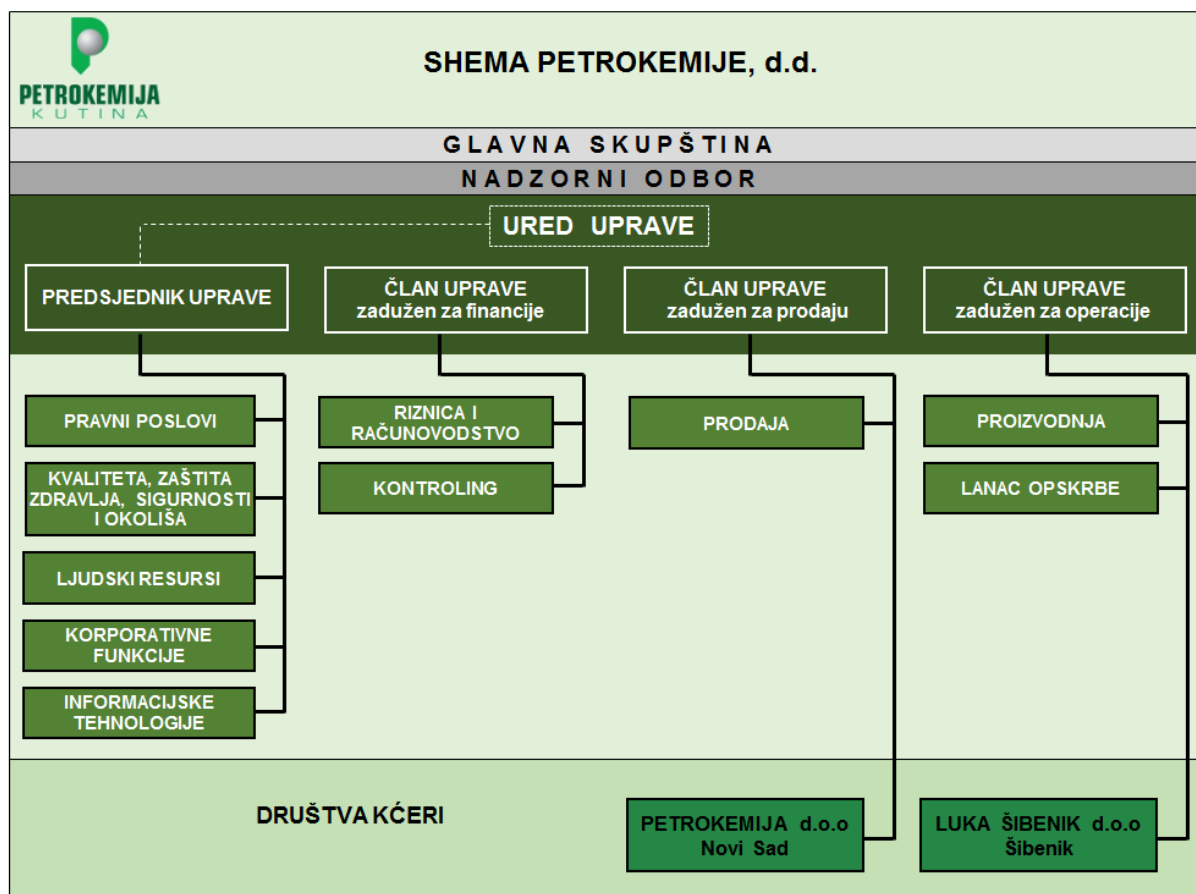 PETROKEMIJA
KUTINA
SHEMA PETROKEMIJE, d.d.
GLAVNA SKUPŠTINA
NADZORNI ODBOR
URED UPRAVE
PREDSJEDNIK UPRAVE
ČLAN UPRAVE
zadužen za financije
ČLAN UPRAVE
zadužen za prodaju
ČLAN UPRAVE
zadužen za operacije
PRAVNI POSLOVI
KVALITETA, ZAŠTITA
ZDRAVLJA, SIGURNOSTI
I OKOLIŠA
LJUDSKI RESURSI
KORPORATIVNE
FUNKCIJE
INFORMACIJSKE
TEHNOLOGIJE
RIZNICA I
RAČUNOVODSTVO
KONTROLING
PRODAJA
PROIZVODNJA
LANAC OPSKRBE
DRUŠTVA KĆERI
PETROKEMIJA d.o.o
Novi Sad
LUKA ŠIBENIK d.o.o
Šibenik